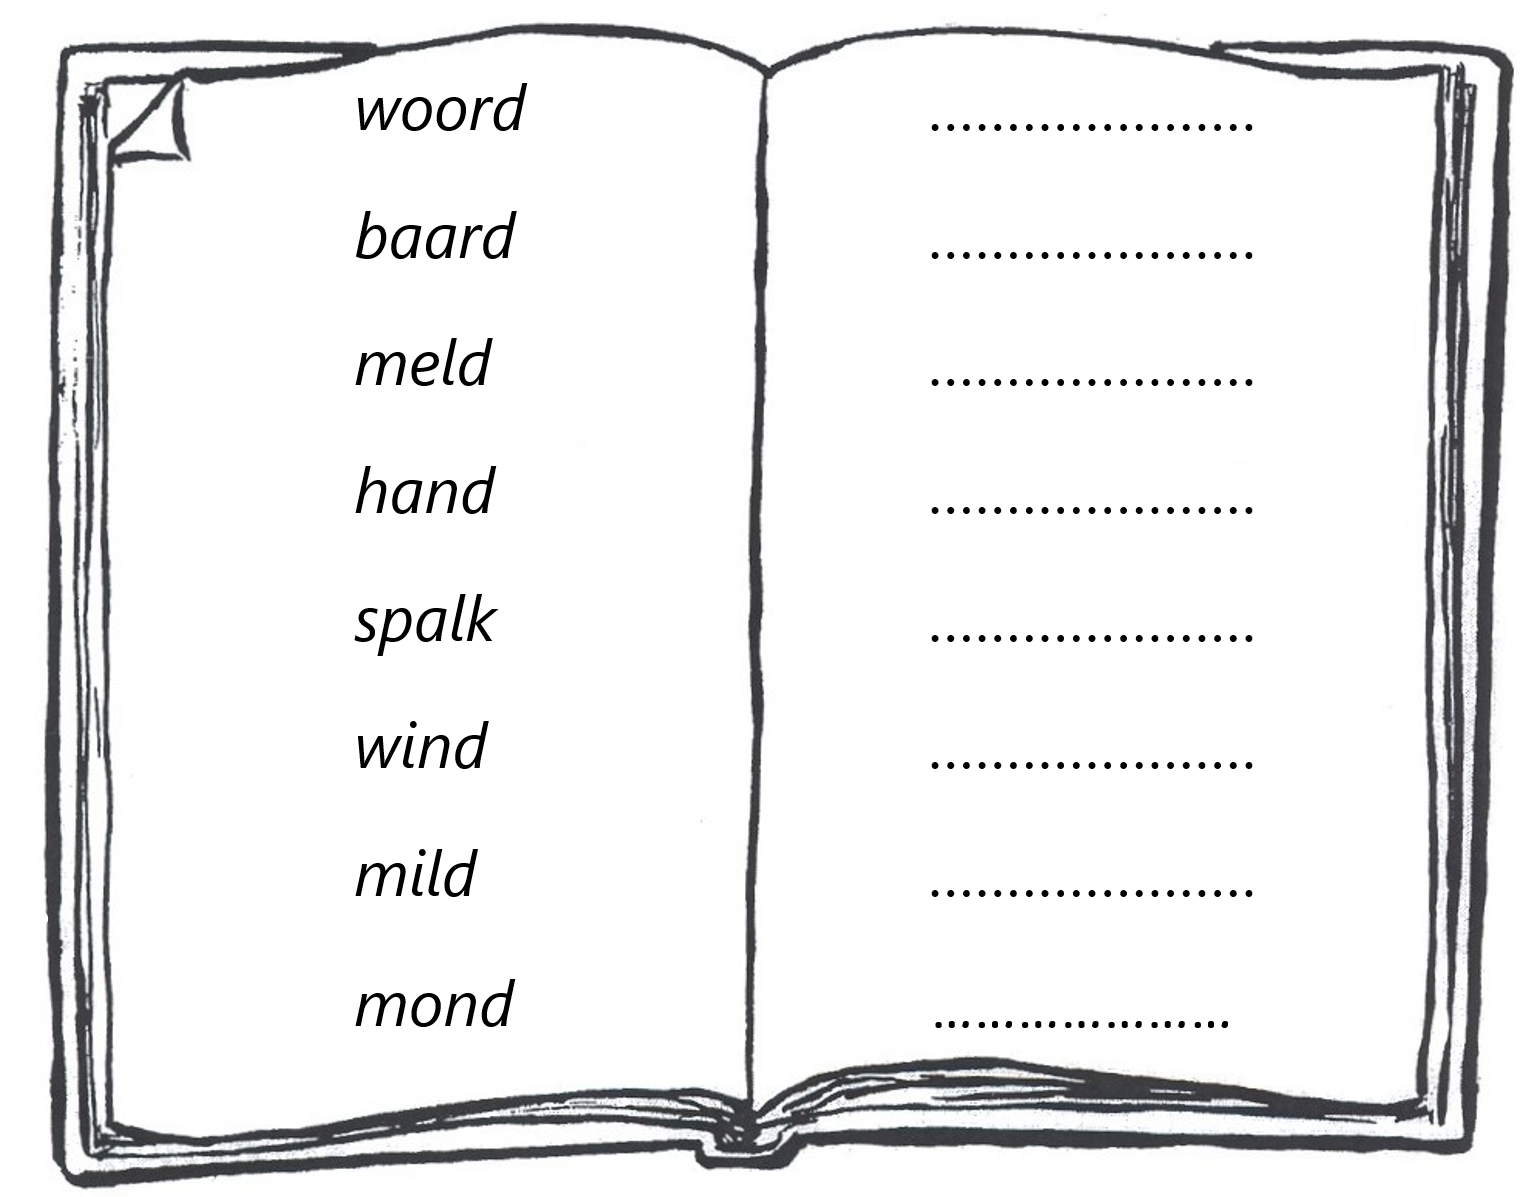 woord .....................
baard .....................
meld .....................
hand .....................
spalk .....................
wind .....................
mild .....................
mond …………………